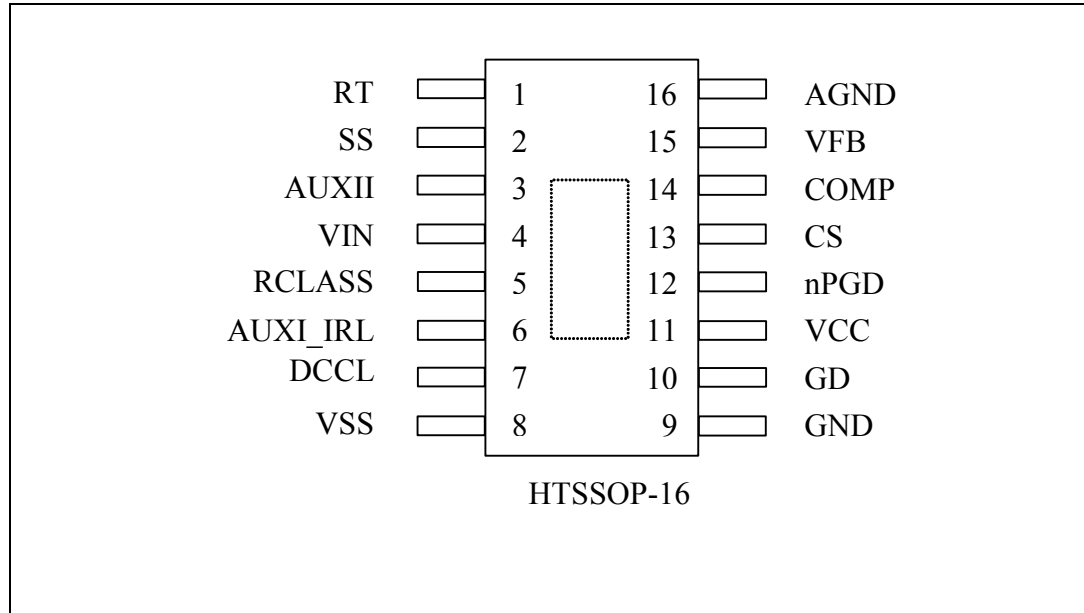 RT 1 16 AGND
SS 2 15 VFB
AUXII 3 14 COMP
VIN 4 13 CS
RCLASS 5 12 nPGD
AUXI_IRL 6 11 VCC
DCCL 7 10 GD
VSS 8 9 GND
HTSSOP-16